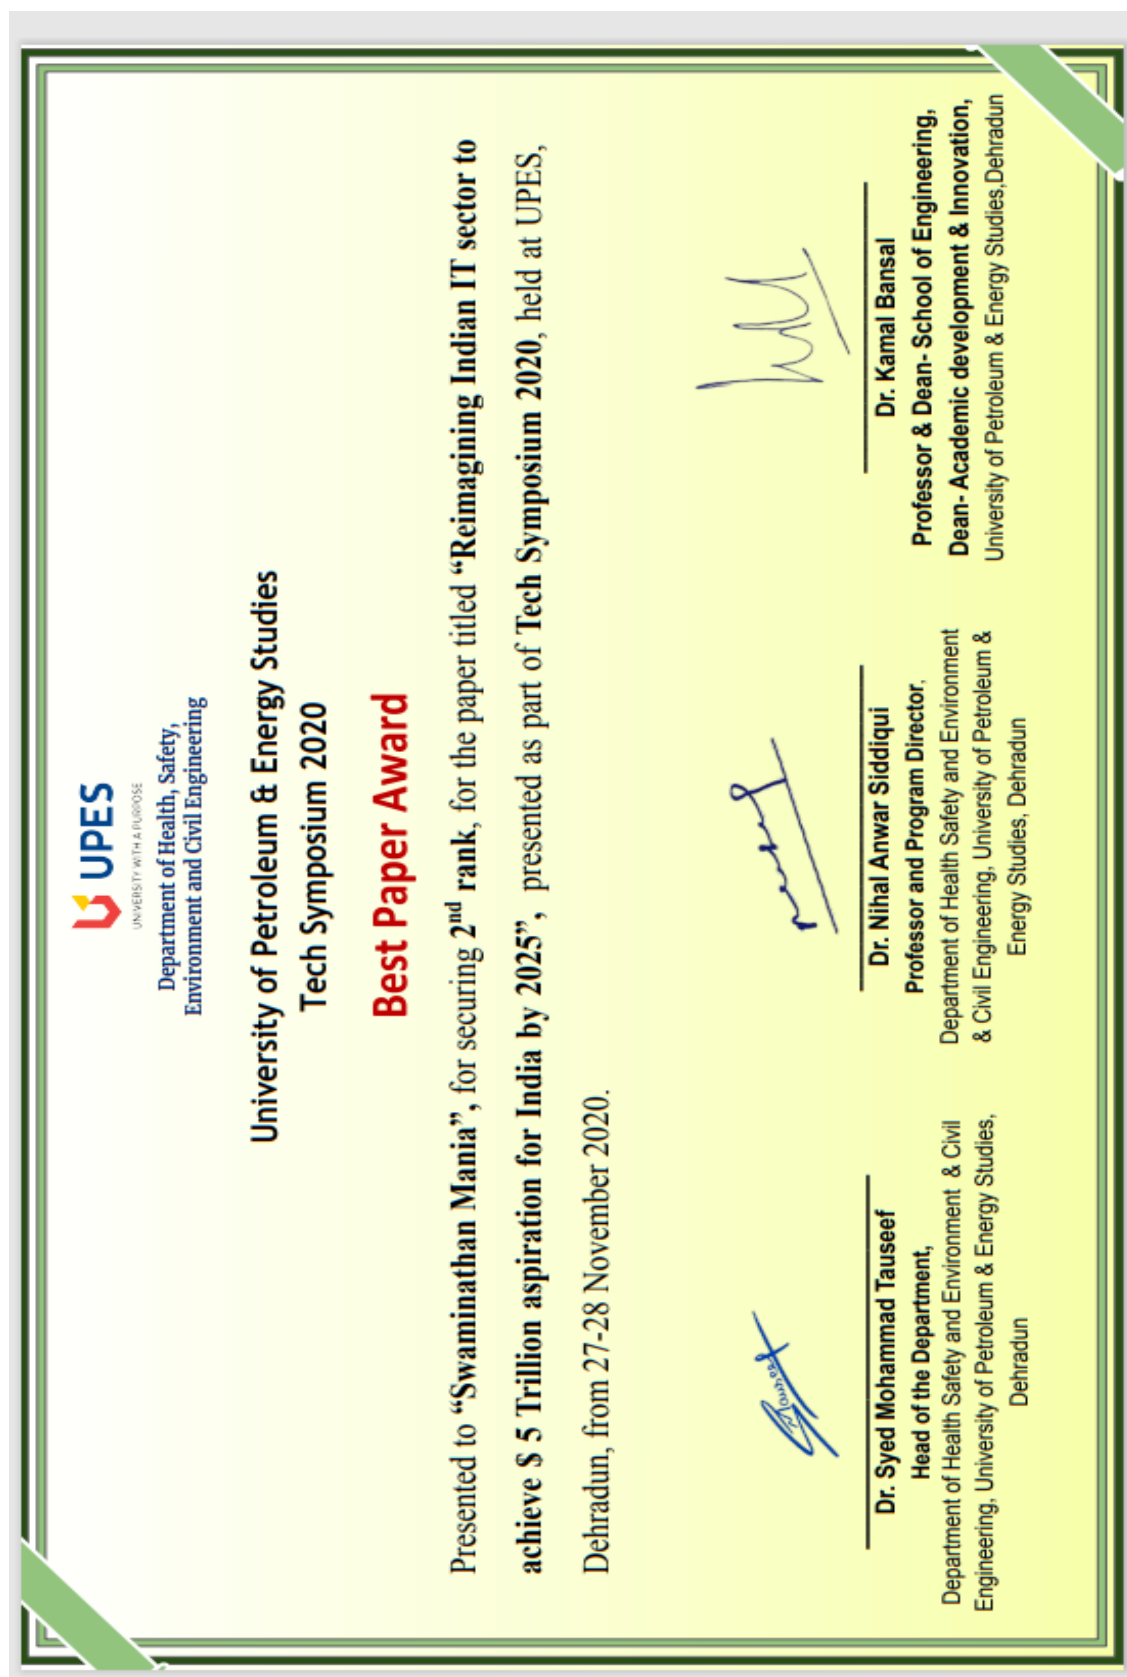 UPES
UNIVERSITY WITH A PURPOSE
Department of Health, Safety,
Environment and Civil Engineering
University of Petroleum & Energy Studies
Tech Symposium 2020
Best Paper Award
Presented to “Swaminathan Mania”, for securing 2nd rank, for the paper titled “Reimagining Indian IT sector to
achieve $ 5 Trillion aspiration for India by 2025”, presented as part of Tech Symposium 2020, held at UPES,
Dehradun, from 27-28 November 2020.
Dr. Syed Mohammad Tauseef
Head of the Department,
Department of Health Safety and Environment & Civil
Engineering, University of Petroleum & Energy Studies,
Dehradun
Dr. Nihal Anwar Siddiqui
Professor and Program Director,
Department of Health Safety and Environment
& Civil Engineering, University of Petroleum &
Energy Studies, Dehradun
Dr. Kamal Bansal
Professor & Dean- School of Engineering,
Dean- Academic development & Innovation,
University of Petroleum & Energy Studies,Dehradun